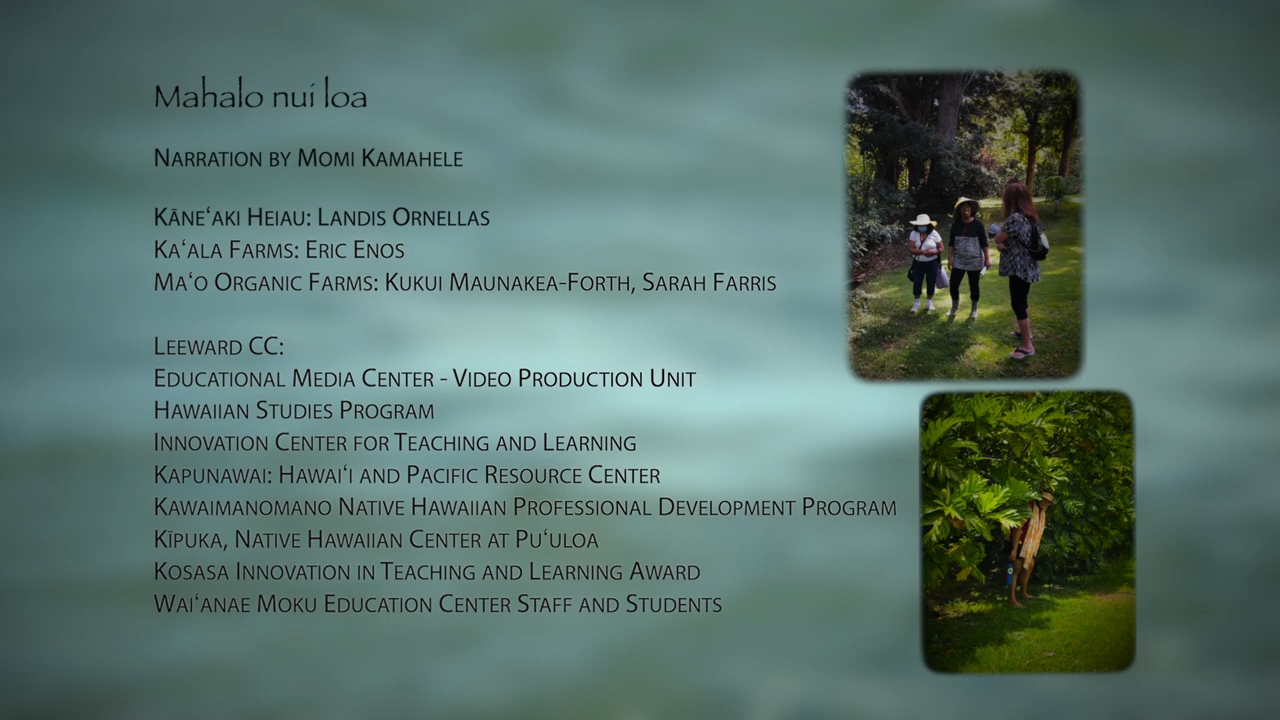 Mahalo nui loa
Narration by Momi Kamahele
Kāneʻaki Heiau: Landis Ornellas
Kaʻala Farms: Eric Enos
Maʻo Organic Farms: Kukui Maunakea-Forth, Sarah Farris
Leeward CC:
Educational Media Center - Video Production Unit
Hawaiian Studies Program
Innovation Center for Teaching and Learning
Kapunawai: Hawaiʻi and Pacific Resource Center
Kawaimanomano Native Hawaiian Professional Development Program
Kīpuka, Native Hawaiian Center at Puʻuloa
Kosasa Innovation in Teaching and Learning Award
Waiʻanae Moku Education Center Staff and Students